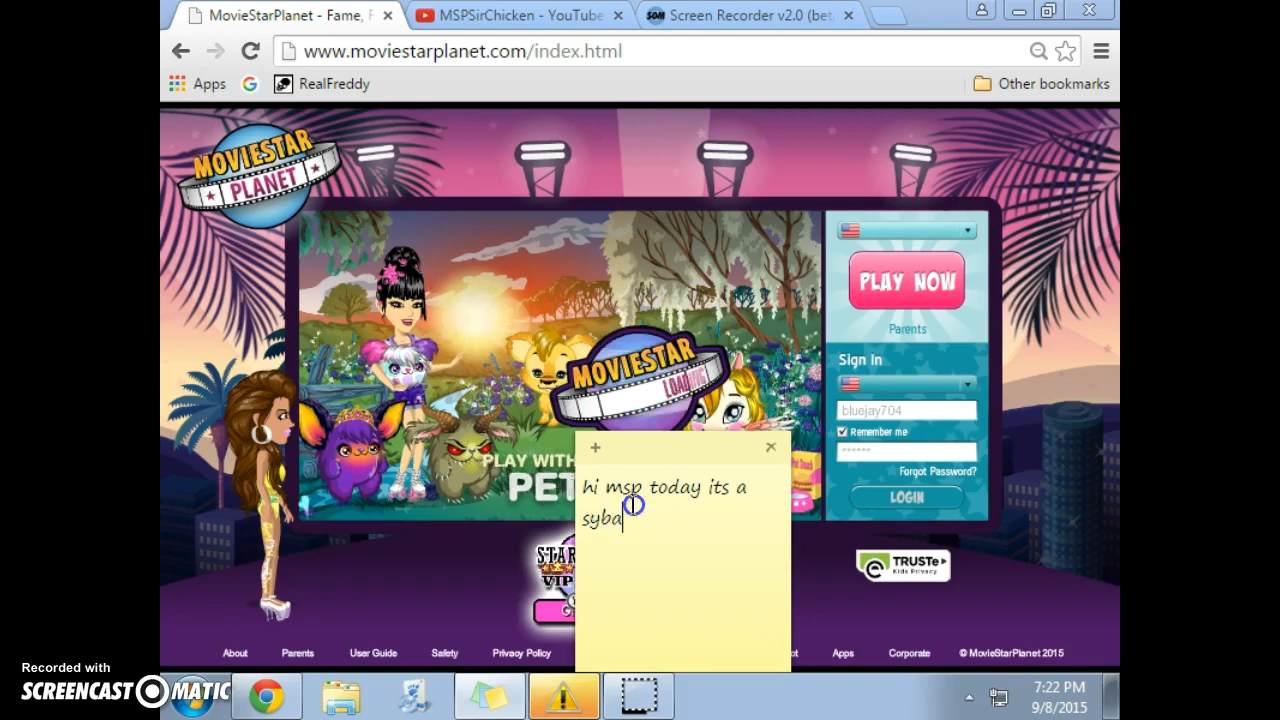 MovieStarPlanet - Fame, F
MSPSirChicken - YouTube
SOM Screen Recorder v2.0 (bet
www.moviestarplanet.com/index.html
Apps
RealFreddy
Other bookmarks
MOVIESTAR
PLANET
PLAY NOW
Parents
Sign In
MOVIESTAR
LOADING
bluejay704
Remember me
******
Forgot Password?
LOGIN
PLAY WITH
PET
hi msp today its a
syba
STAR
VIP
TRUSTe
Kids Privacy
About
Parents
User Guide
Safety
Privacy Policy
Apps
Corporate
© MovieStarPlanet 2015
Recorded with
SCREENCAST-O-MATIC
7:22 PM
9/8/2015